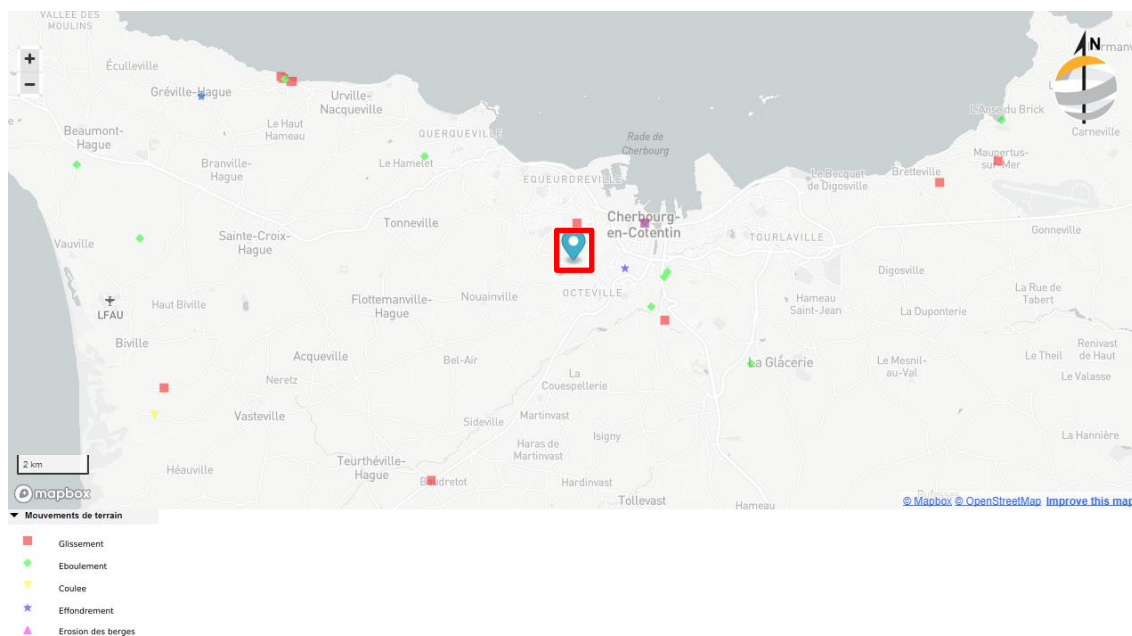 VALLEE DES
MOULINS
+
−
N
Éculleville
Gréville-Hague
Urville-
Nacqueville
Le Haut
Hameau
L'Anse du Brick
Carneville
Beaumont-
Hague
QUERQUEVILLE
Rade de
Cherbourg
Branville-
Hague
Le Hamelet
Maupertus-
sur-Mer
EQUEURDREVILLE
Le Becquet
de Digosville
Bretteville
Tonneville
Cherbourg-
en-Cotentin
Sainte-Croix-
Hague
TOURLAVILLE
Gonneville
Vauville
Digosville
LFAU
Haut Biville
Flottemanville-
Hague
Nouainville
OCTEVILLE
Hameau
Saint-Jean
La Duponterie
La Rue de
Tabert
Biville
Acqueville
Bel-Air
La Glacerie
Le Mesnil-
au-Val
Le Theil
Renivast
de Haut
Neretz
La
Couespellerie
Le Valasse
Vasteville
Sideville
Martinvast
Haras de
Martinvast
Isigny
La Hannière
2 km
Héauville
Teurthéville-
Hague
Baudretot
Hardinvast
Tollevast
Hameau
mapbox
© Mapbox © OpenStreetMap Improve this map
Mouvements de terrain
Glissement
Eboulement
Coulee
Effondrement
Erosion des berges